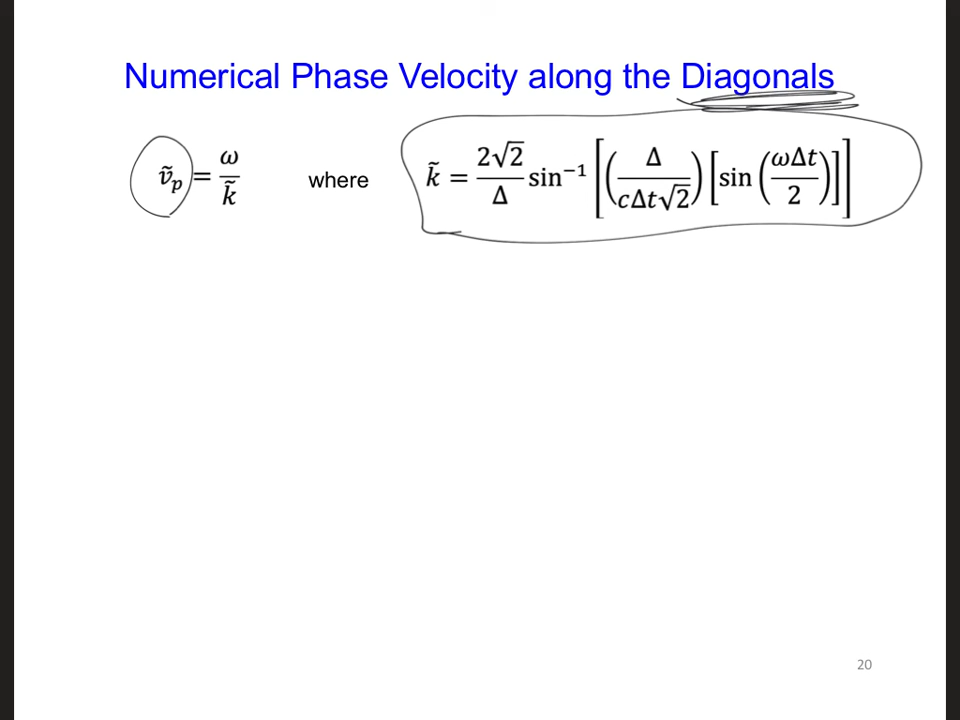 Numerical Phase Velocity along the Diagonals
ṽₚ = ω/k̃ where k̃ = (2√2/Δ) sin⁻¹ [(Δ/(cΔt√2)) [sin (ωΔt/2)]]
20